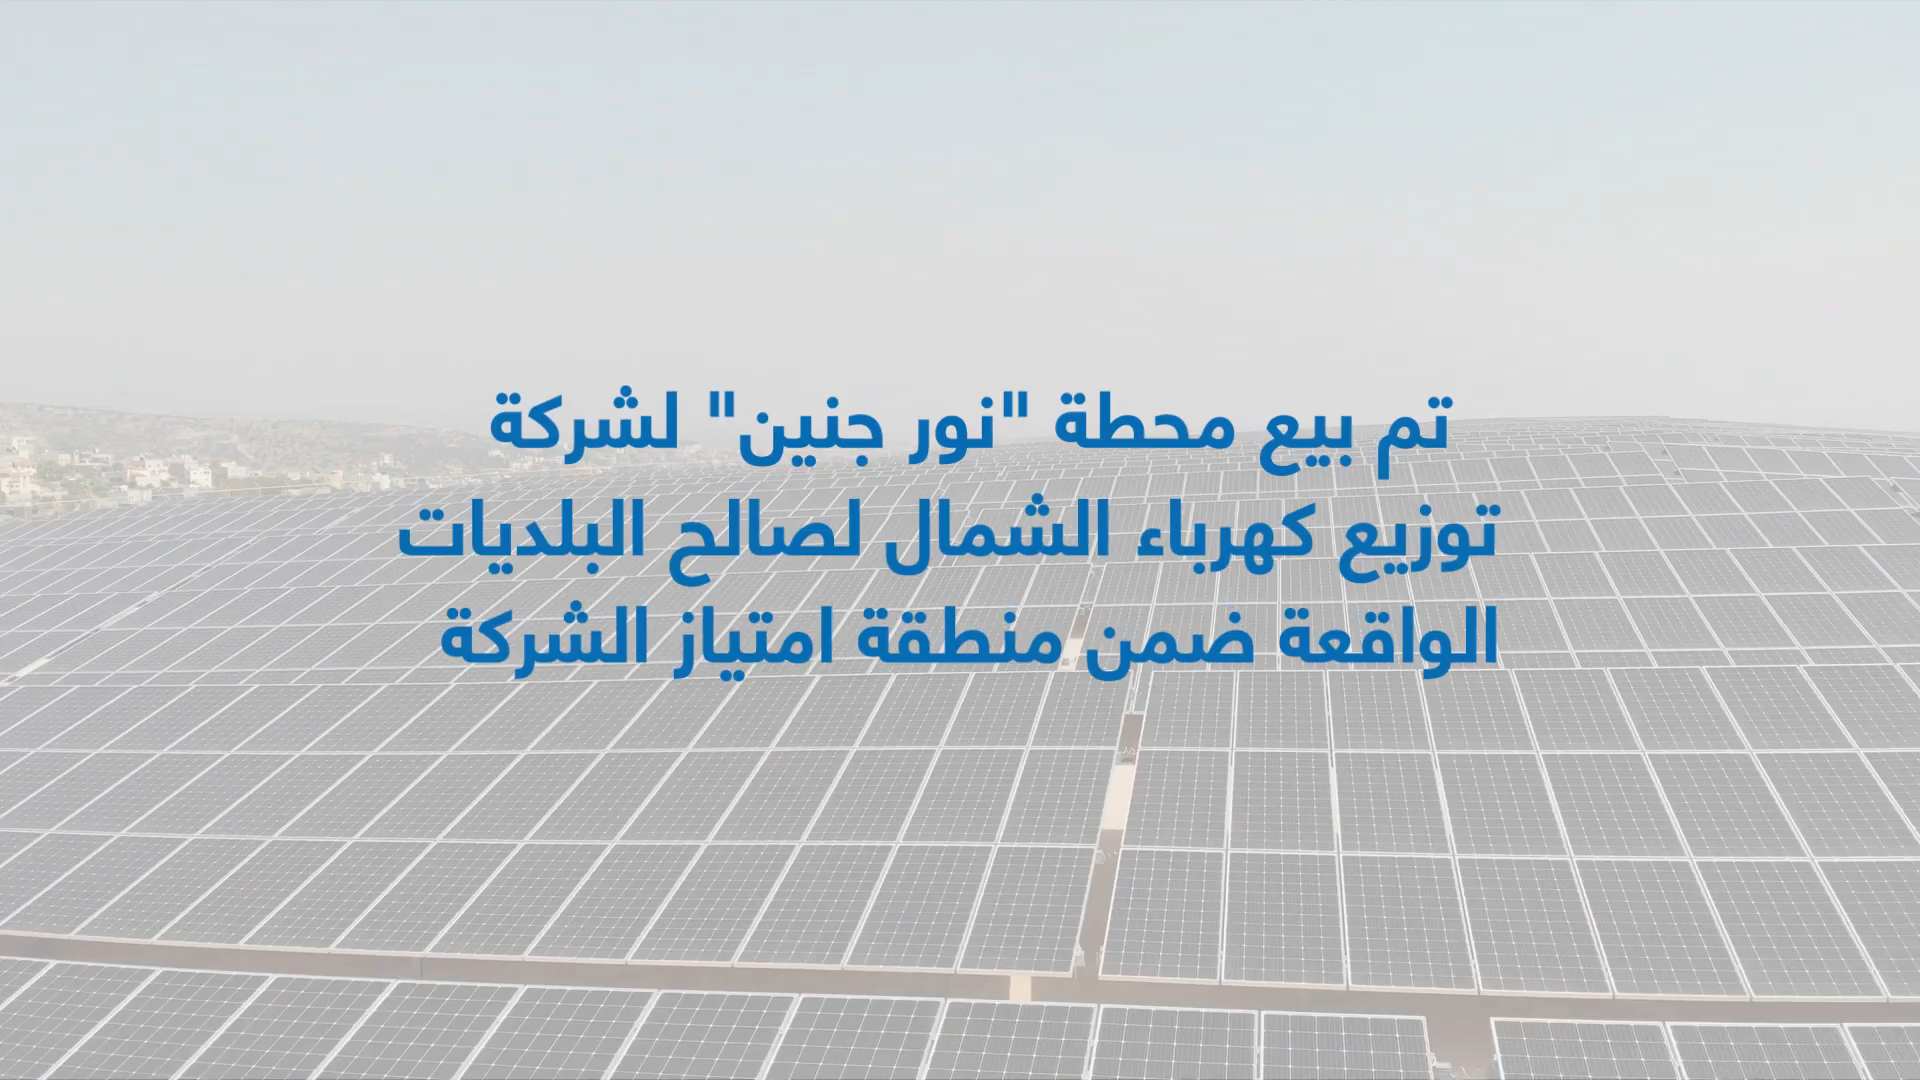 تم بيع محطة "نور جنين" لشركة
توزيع كهرباء الشمال لصالح البلديات
الواقعة ضمن منطقة امتياز الشركة